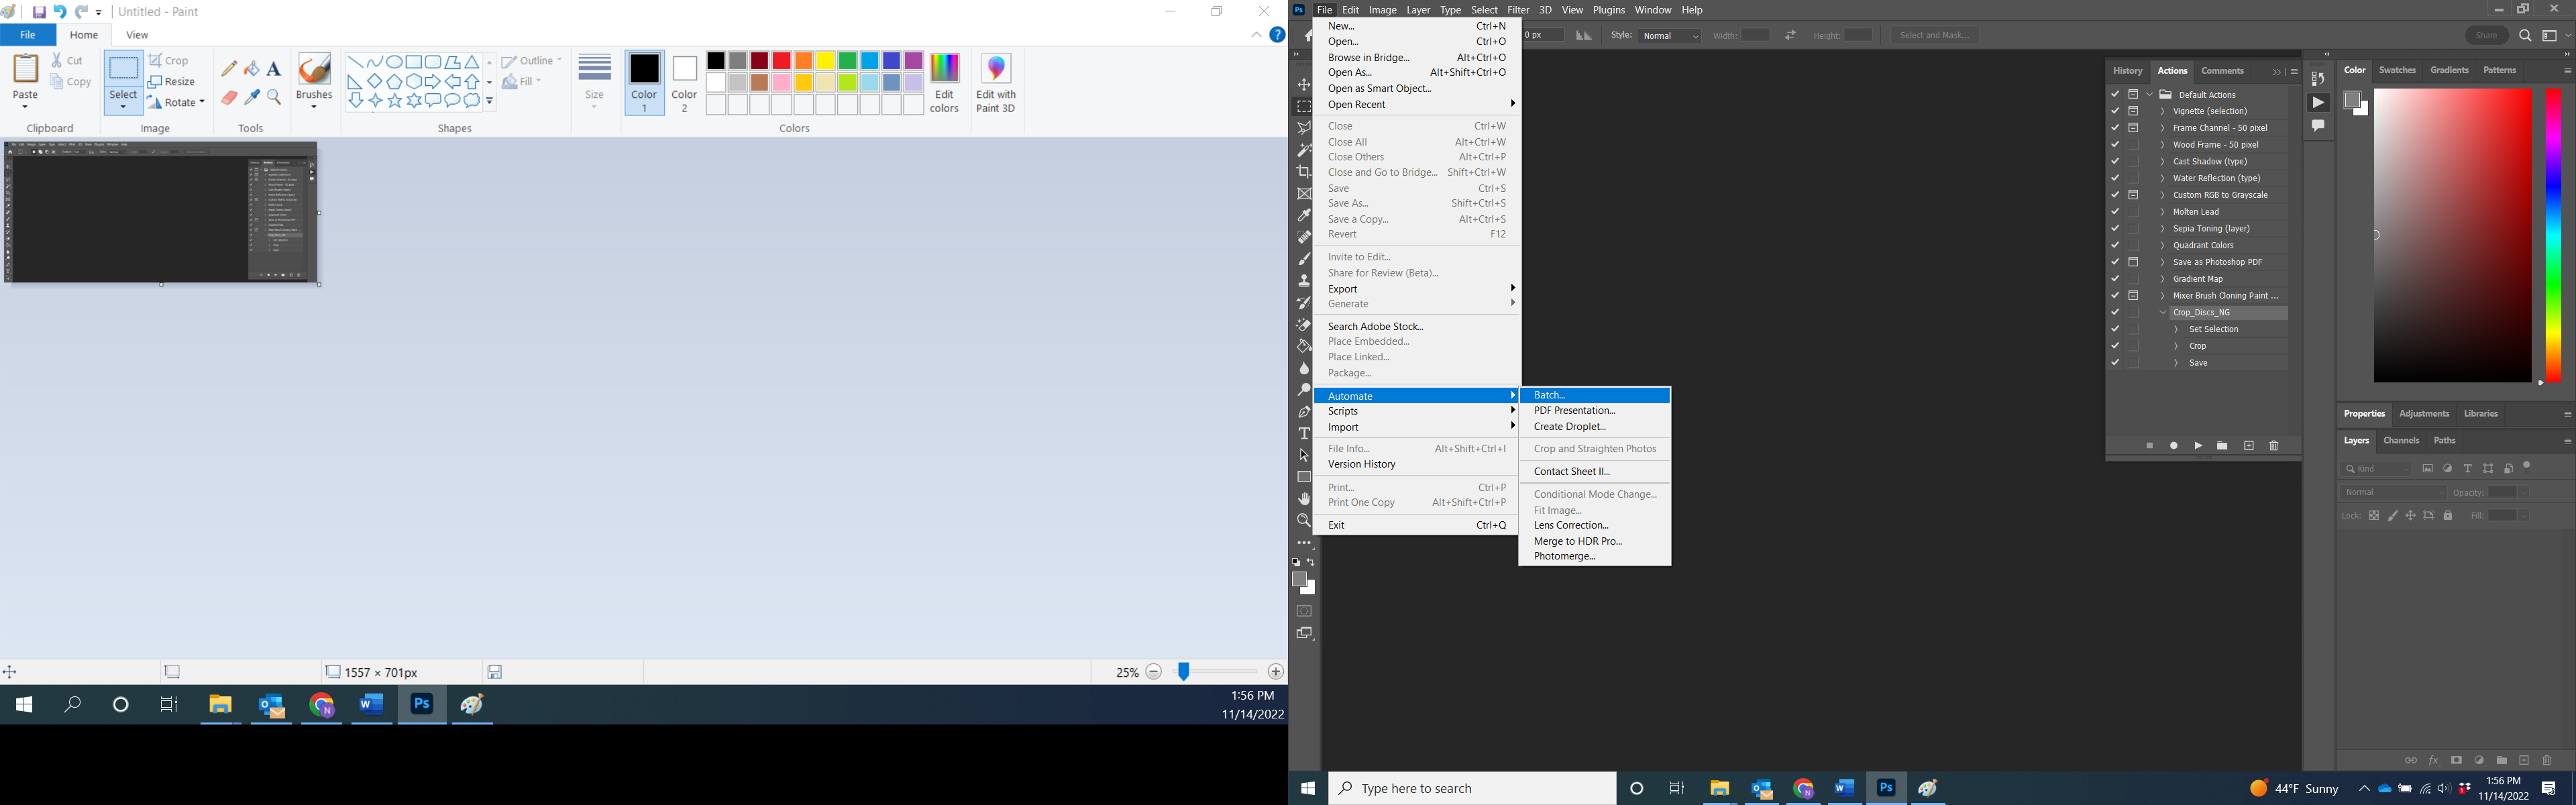 Untitled - Paint
File Home View
Paste
Cut
Copy
Clipboard
Select
Crop
Resize
Rotate
Image
Tools
Brushes
Shapes
Outline
Fill
Size
Color 1
Color 2
Colors
Edit colors
Edit with Paint 3D
1557 × 701px
25%
1:56 PM
11/14/2022
Ps
File Edit Image Layer Type Select Filter 3D View Plugins Window Help
0 px Style: Normal Width: Height: Select and Mask... Share
New... Ctrl+N
Open... Ctrl+O
Browse in Bridge... Alt+Ctrl+O
Open As... Alt+Shift+Ctrl+O
Open as Smart Object...
Open Recent
Close Ctrl+W
Close All Alt+Ctrl+W
Close Others Alt+Ctrl+P
Close and Go to Bridge... Shift+Ctrl+W
Save Ctrl+S
Save As... Shift+Ctrl+S
Save a Copy... Alt+Ctrl+S
Revert F12
Invite to Edit...
Share for Review (Beta)...
Export
Generate
Search Adobe Stock...
Place Embedded...
Place Linked...
Package...
Automate
Scripts
Import
File Info... Alt+Shift+Ctrl+I
Version History
Print... Ctrl+P
Print One Copy Alt+Shift+Ctrl+P
Exit Ctrl+Q
Batch...
PDF Presentation...
Create Droplet...
Crop and Straighten Photos
Contact Sheet II...
Conditional Mode Change...
Fit Image...
Lens Correction...
Merge to HDR Pro...
Photomerge...
History Actions Comments
Default Actions
Vignette (selection)
Frame Channel - 50 pixel
Wood Frame - 50 pixel
Cast Shadow (type)
Water Reflection (type)
Custom RGB to Grayscale
Molten Lead
Sepia Toning (layer)
Quadrant Colors
Save as Photoshop PDF
Gradient Map
Mixer Brush Cloning Paint ...
Crop_Discs_NG
Set Selection
Crop
Save
Color Swatches Gradients Patterns
Properties Adjustments Libraries
Layers Channels Paths
Kind
Normal Opacity:
Lock: Fill:
Type here to search
Ps
44°F Sunny
1:56 PM
11/14/2022